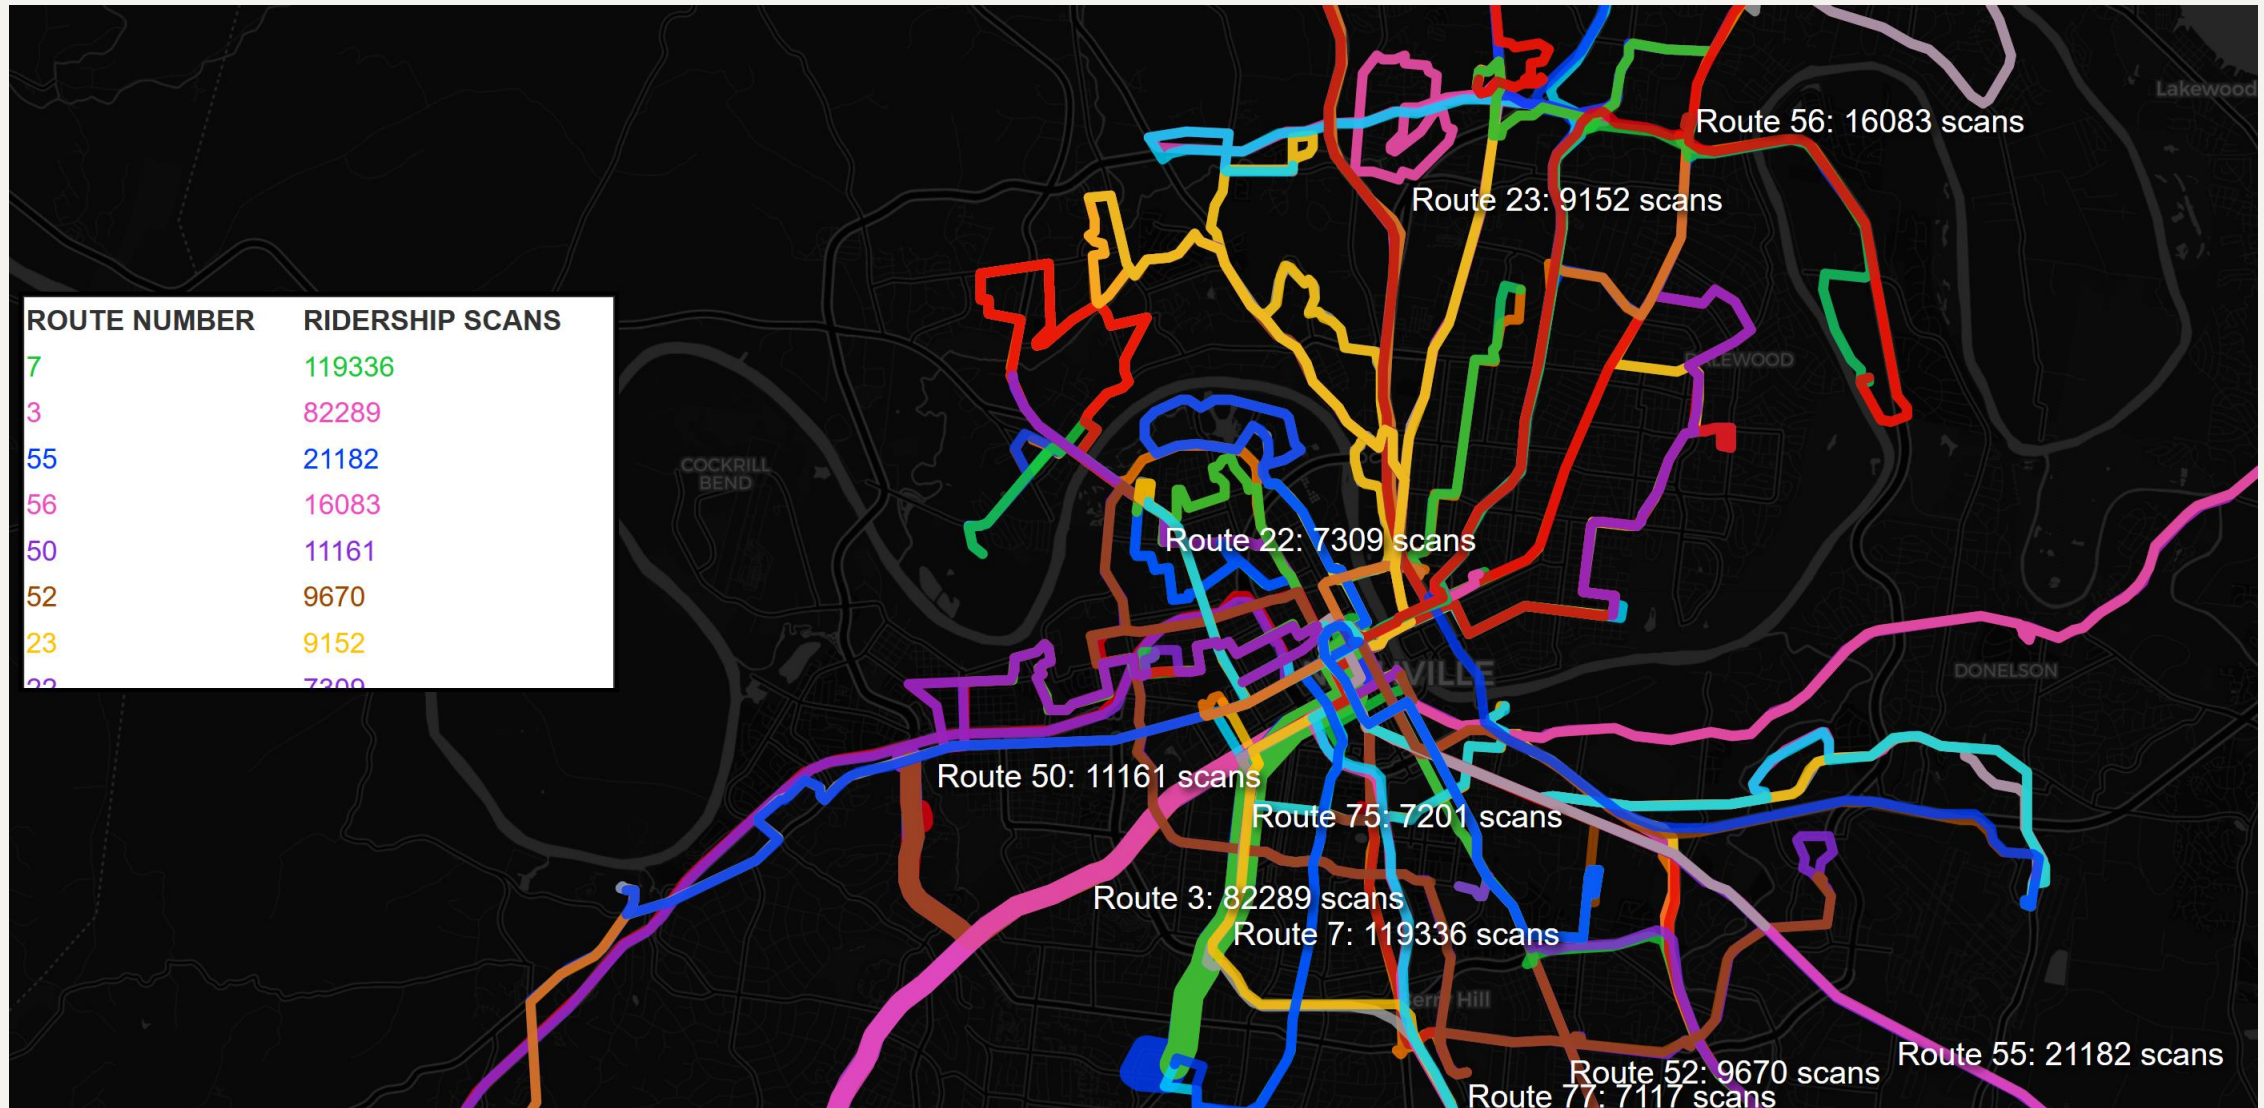 Lakewood
Route 56: 16083 scans
Route 23: 9152 scans
ROUTE NUMBER RIDERSHIP SCANS
7 119336
3 82289
55 21182
56 16083
50 11161
52 9670
23 9152
22 7309
COCKRILL
BEND
Route 22: 7309 scans
DONELSON
Route 50: 11161 scans
Route 75: 7201 scans
Route 3: 82289 scans
Route 7: 119336 scans
Hill
Route 55: 21182 scans
Route 52: 9670 scans
Route 77: 7117 scans